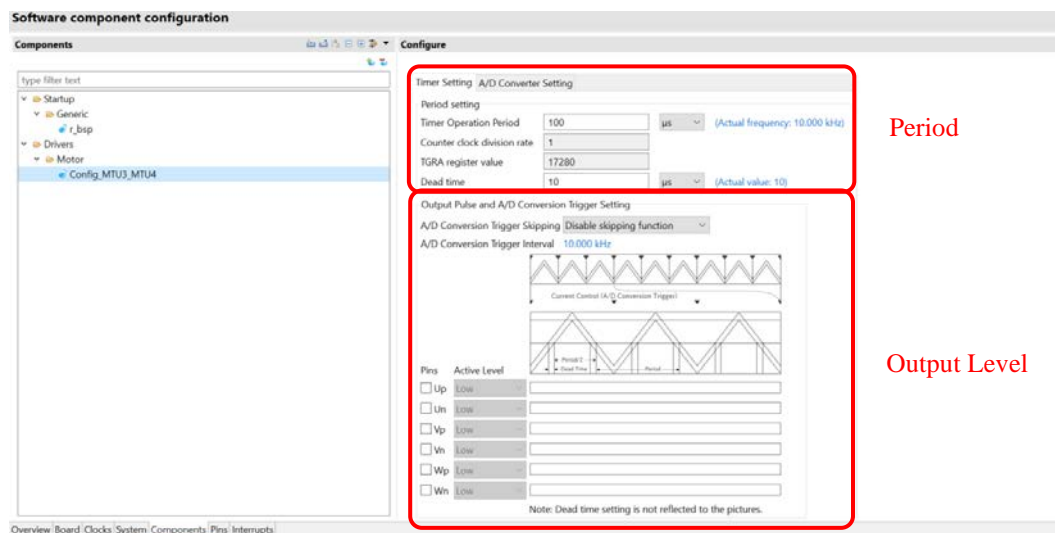 Software component configuration
Components
Configure
type filter text
Startup
Generic
r_bsp
Drivers
Motor
Config_MTU3_MTU4
Timer Setting A/D Converter Setting
Period setting
Timer Operation Period 100 µs (Actual frequency: 10.000 kHz)
Counter clock division rate 1
TGRA register value 17280
Dead time 10 µs (Actual value: 10)
Period
Output Pulse and A/D Conversion Trigger Setting
A/D Conversion Trigger Skipping Disable skipping function
A/D Conversion Trigger Interval 10.000 kHz
Current Control (A/D Conversion Trigger)
Period/2
Dead Time Period
Output Level
Pins Active Level
Up Low
Un Low
Vp Low
Vn Low
Wp Low
Wn Low
Note: Dead time setting is not reflected to the pictures.
Overview Board Clocks System Components Pins Interrupts